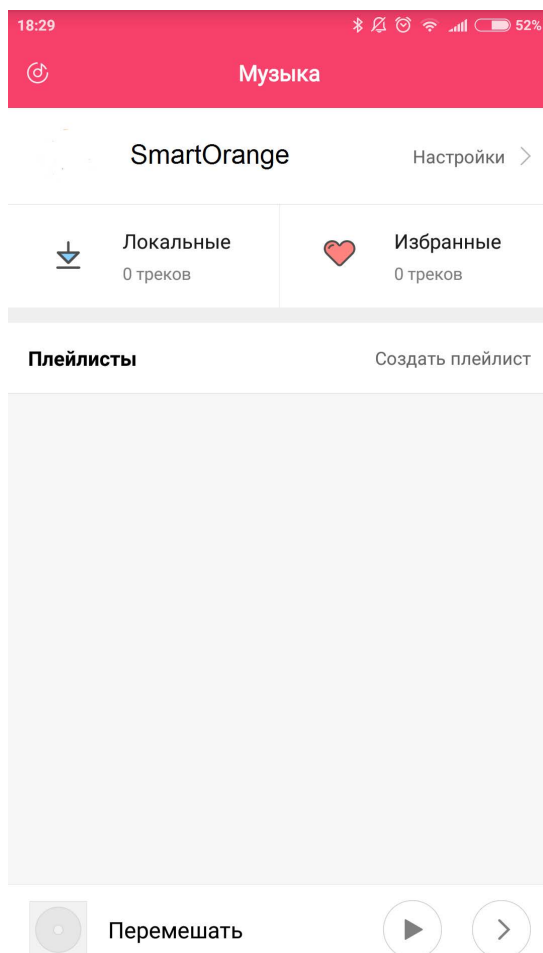 18:29 52%
Музыка
SmartOrange Настройки
Локальные Избранные
0 треков 0 треков
Плейлисты Создать плейлист
Перемешать